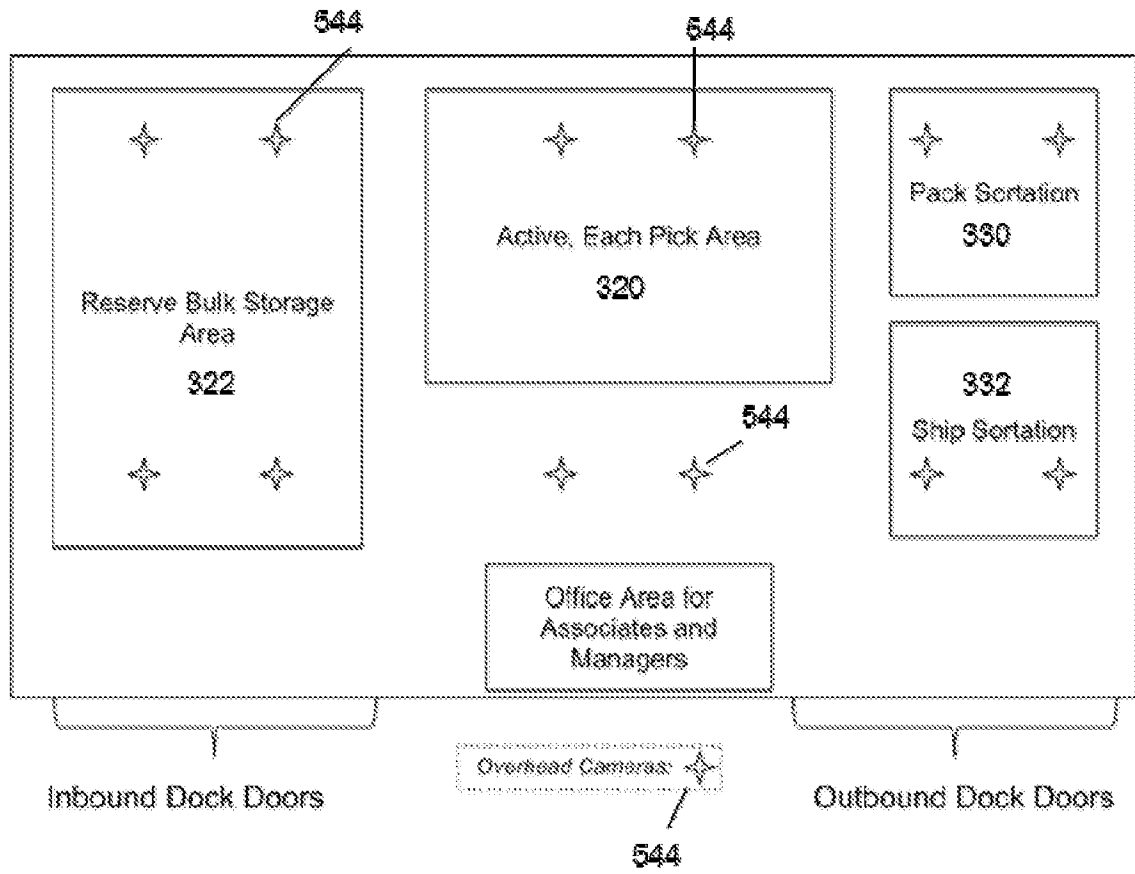 544
544
Reserve Bulk Storage
Area
322
Active, Each Pick Area
320
Pack Sortation
330
332
Ship Sortation
544
Office Area for
Associates and
Managers
Inbound Dock Doors
Overhead Cameras:
544
Outbound Dock Doors